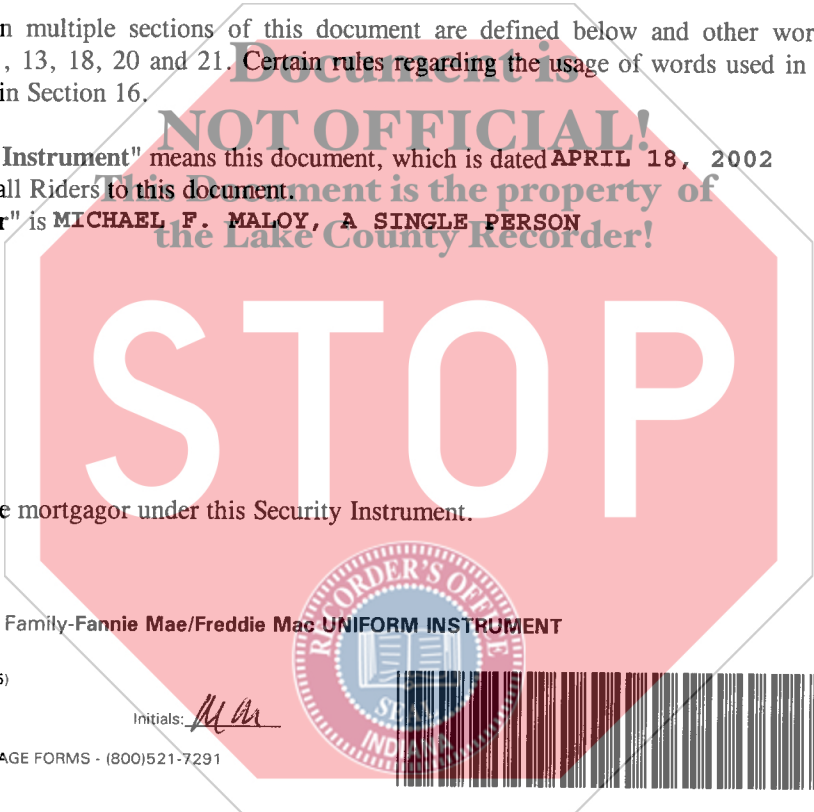 n multiple sections of this document are defined below and other wor
, 13, 18, 20 and 21. Certain rules regarding the usage of words used in
in Section 16.
Document is
NOT OFFICIAL!
This Document is the property of
the Lake County Recorder!
Instrument" means this document, which is dated APRIL 18, 2002
all Riders to this document.
r" is MICHAEL F. MALOY, A SINGLE PERSON
STOP
e mortgagor under this Security Instrument.
RECORDER'S OFFICE
SEAL
INDIANA
Family-Fannie Mae/Freddie Mac UNIFORM INSTRUMENT
5)
Initials:
AGE FORMS - (800)521-7291